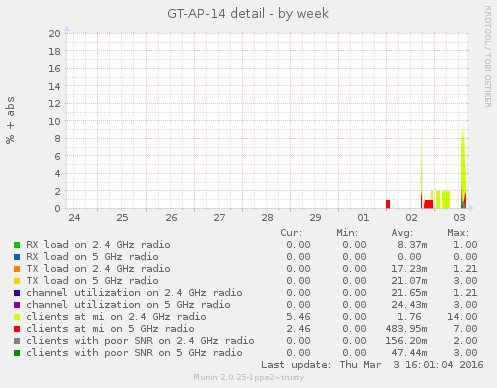 GT-AP-14 detail - by week
RRDTOOL / TOBI OETIKER
% + abs
20
18
16
14
12
10
8
6
4
2
0
24 25 26 27 28 29 01 02 03
Cur: Min: Avg: Max:
RX load on 2.4 GHz radio 0.00 0.00 8.37m 1.00
RX load on 5 GHz radio 0.00 0.00 0.00 0.00
TX load on 2.4 GHz radio 0.00 0.00 17.23m 1.21
TX load on 5 GHz radio 0.00 0.00 21.07m 3.00
channel utilization on 2.4 GHz radio 0.00 0.00 21.65m 1.21
channel utilization on 5 GHz radio 0.00 0.00 24.43m 3.00
clients at mi on 2.4 GHz radio 5.46 0.00 1.76 14.00
clients at mi on 5 GHz radio 2.46 0.00 483.95m 7.00
clients with poor SNR on 2.4 GHz radio 0.00 0.00 156.20m 2.00
clients with poor SNR on 5 GHz radio 0.00 0.00 47.44m 3.00
Last update: Thu Mar 3 16:01:04 2016
Munin 2.0.25-1ppa2~trusty